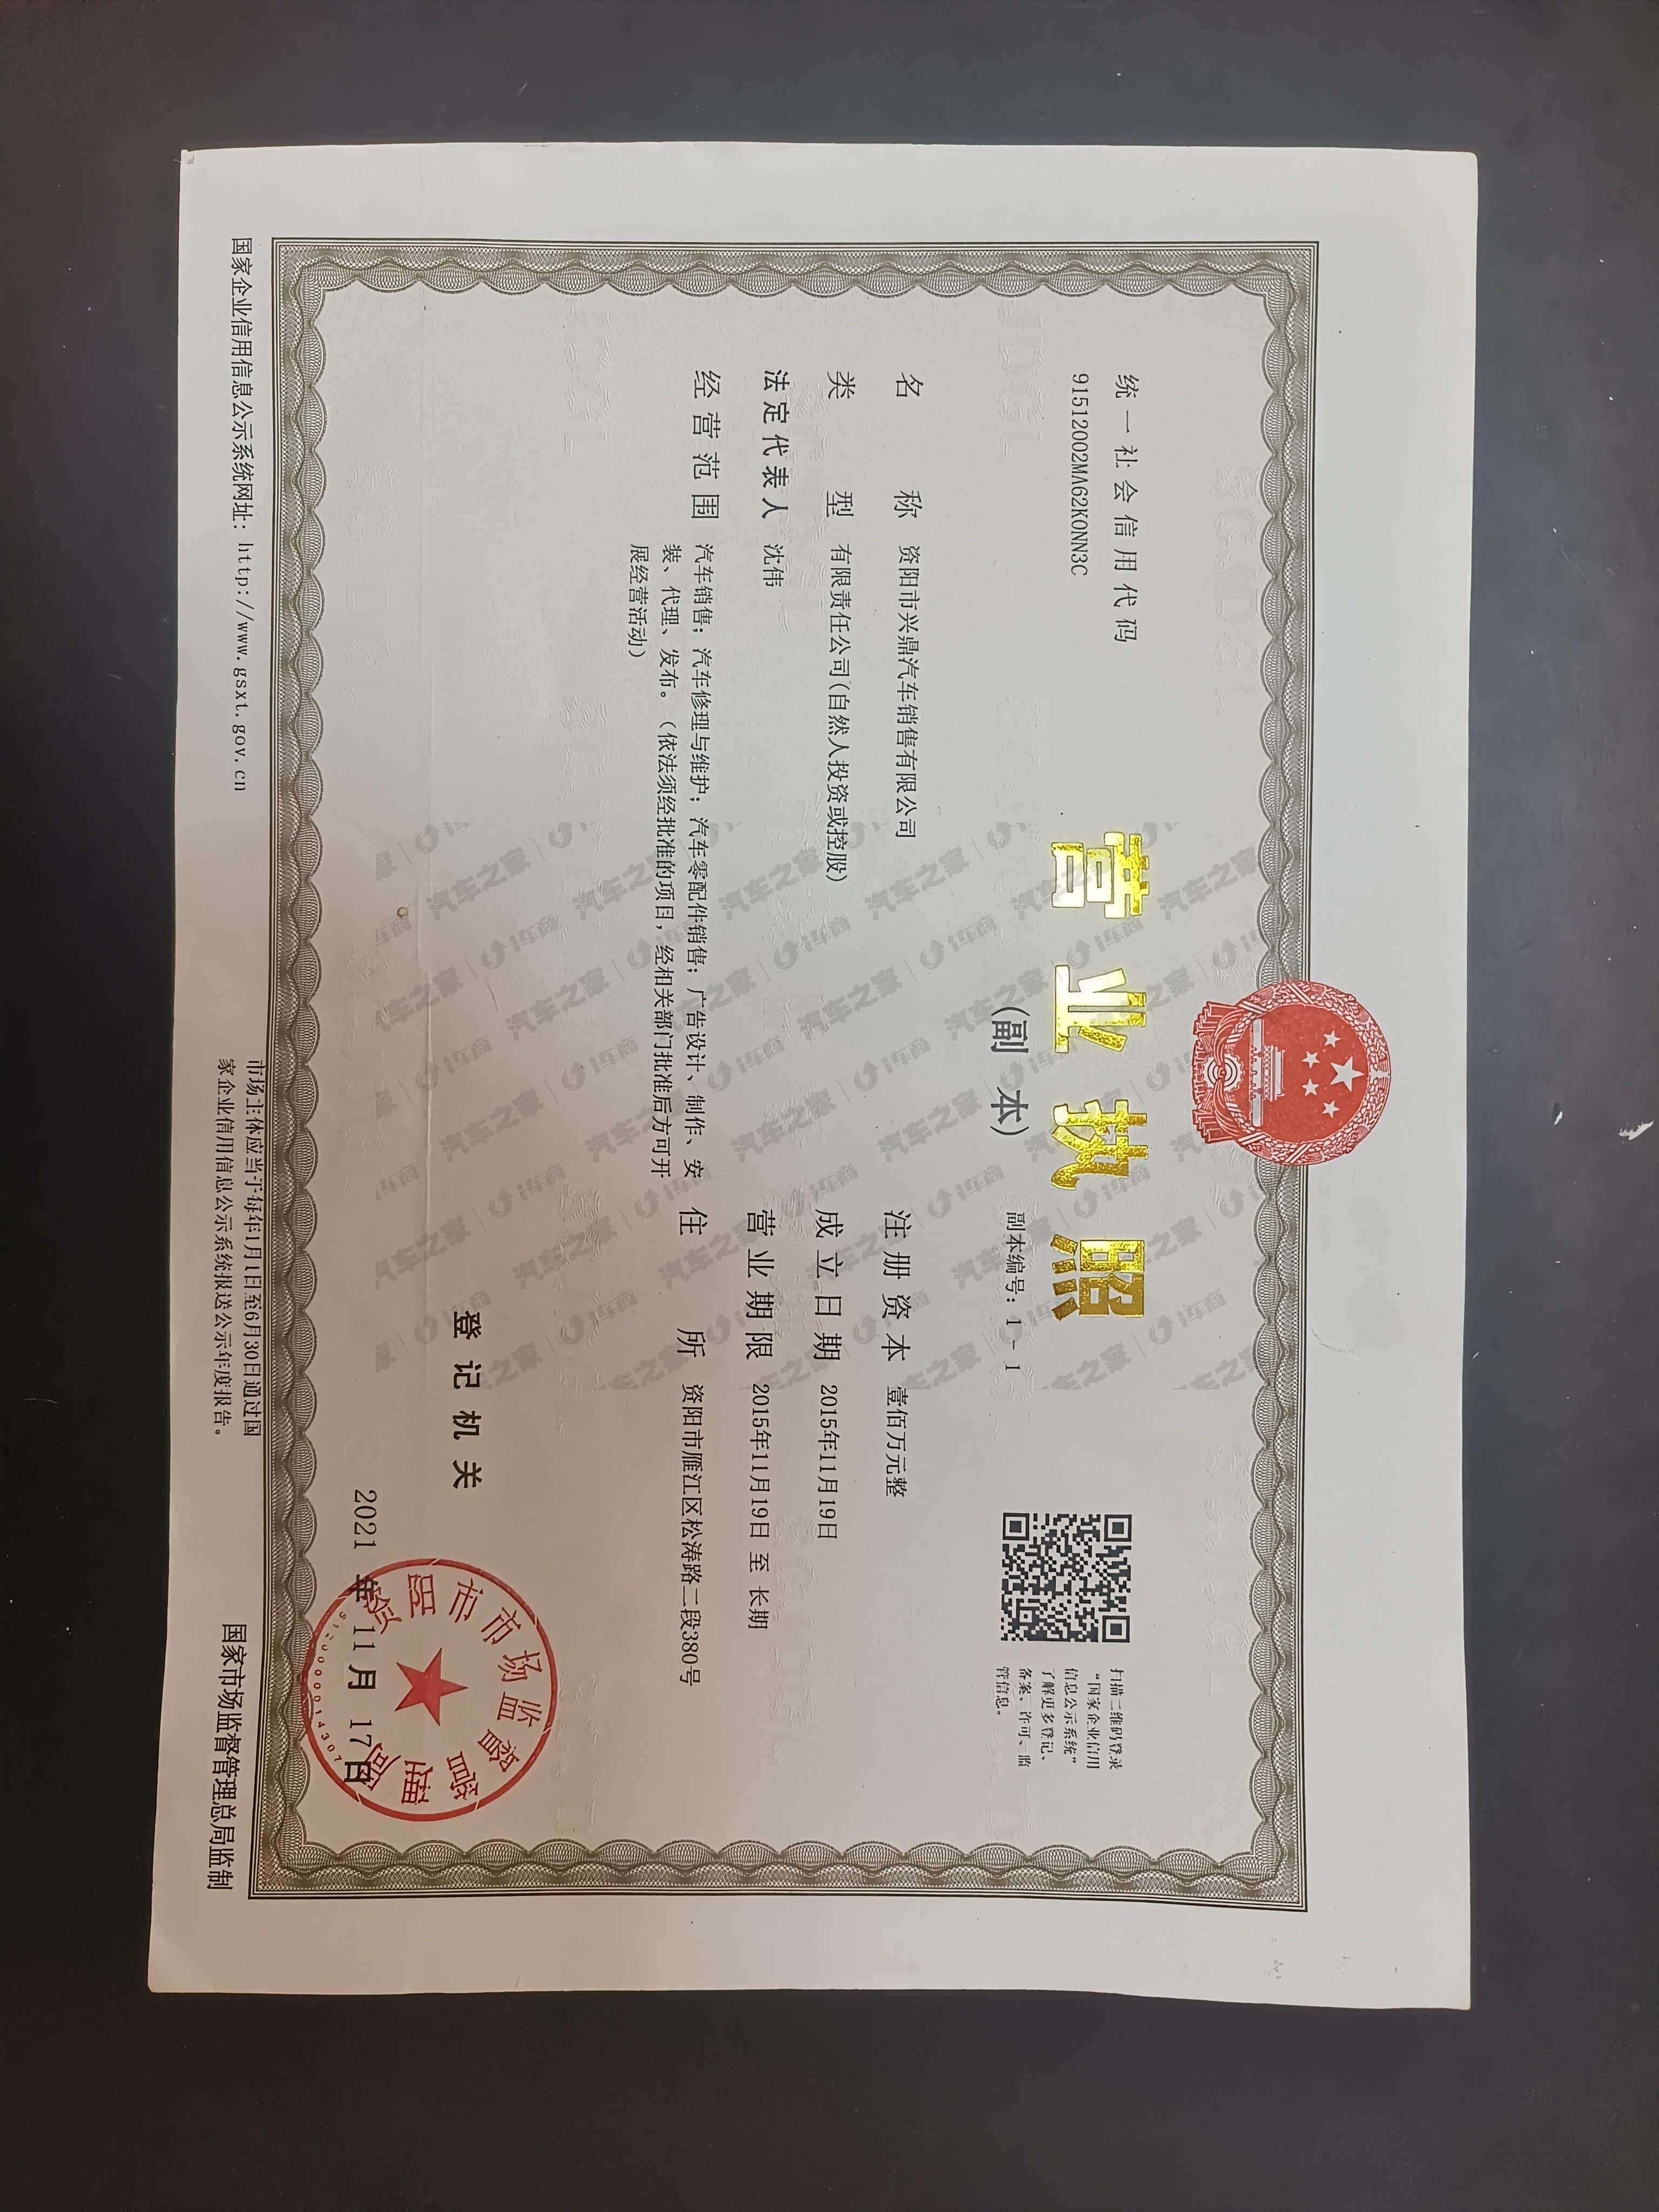 营业执照
(副 本)
副本编号: 1 - 1
统一社会信用代码
91512002MA62K0NN3C
扫描二维码登录
“国家企业信用
信息公示系统”
了解更多登记、
备案、许可、监
管信息。
名称 资阳市兴鼎汽车销售有限公司
类型 有限责任公司(自然人投资或控股)
法定代表人 沈伟
经营范围 汽车销售; 汽车修理与维护; 汽车零配件销售; 广告设计、制作、安
装、代理、发布。(依法须经批准的项目, 经相关部门批准后方可开
展经营活动)
注册资本 壹佰万元整
成立日期 2015年11月19日
营业期限 2015年11月19日 至 长期
住所 资阳市雁江区松涛路二段380号
登记机关
资阳市市场监督管理局
2021 年 11 月 17 日
国家企业信用信息公示系统网址: http://www.gsxt.gov.cn
市场主体应当于每年1月1日至6月30日通过国
家企业信用信息公示系统报送公示年度报告。
国家市场监督管理总局监制
汽车之家 | i车商